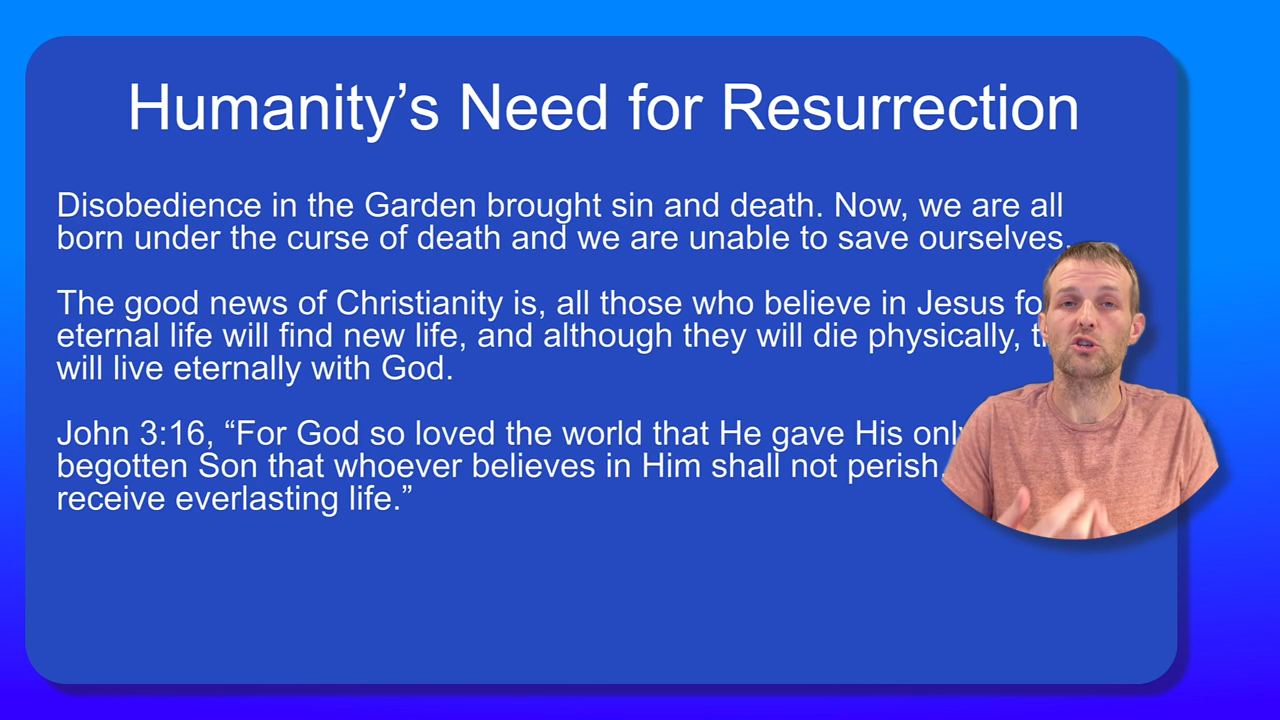 Humanity’s Need for Resurrection
Disobedience in the Garden brought sin and death. Now, we are all
born under the curse of death and we are unable to save ourselves.
The good news of Christianity is, all those who believe in Jesus
eternal life will find new life, and although they will die physically,
will live eternally with God.
John 3:16, “For God so loved the world that He gave His
begotten Son that whoever believes in Him shall not perish,
receive everlasting life.”